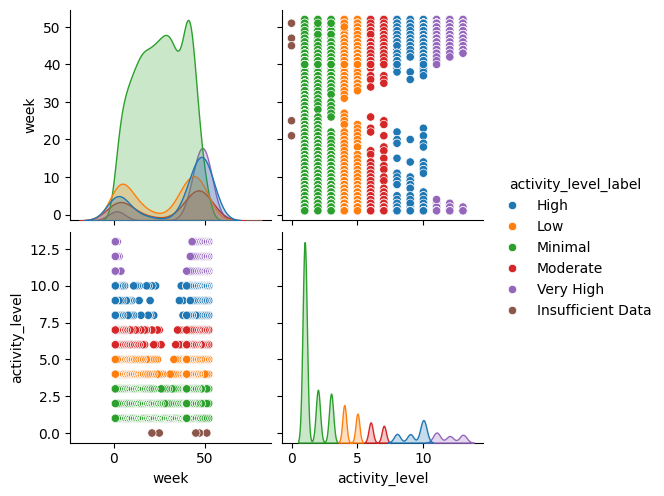 50
40
30
20
10
0
week
12.5
10.0
7.5
5.0
2.5
0.0
activity_level
0
50
week
0
10
activity_level
activity_level_label
High
Low
Minimal
Moderate
Very High
Insufficient Data